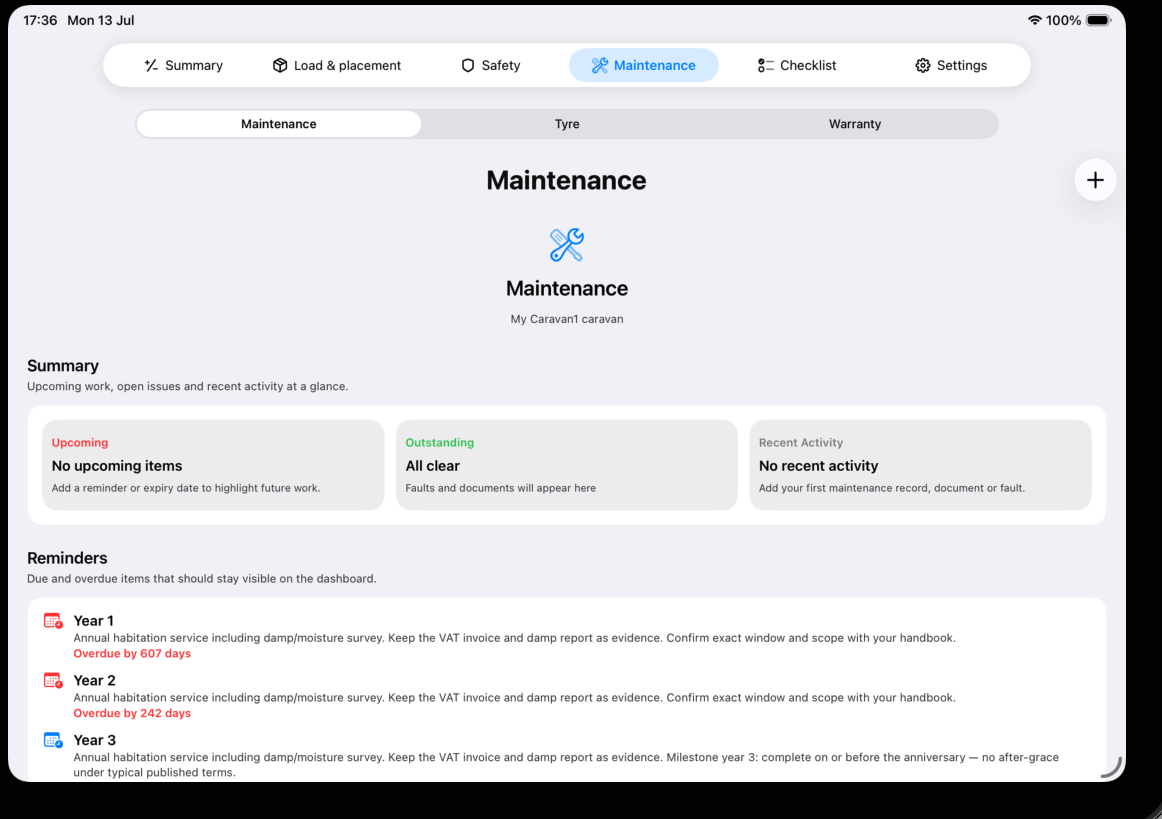 17:36 Mon 13 Jul
100%
Summary
Load & placement
Safety
Maintenance
Checklist
Settings
Maintenance
Tyre
Warranty
Maintenance
Maintenance
My Caravan1 caravan
Summary
Upcoming work, open issues and recent activity at a glance.
Upcoming
No upcoming items
Add a reminder or expiry date to highlight future work.
Outstanding
All clear
Faults and documents will appear here
Recent Activity
No recent activity
Add your first maintenance record, document or fault.
Reminders
Due and overdue items that should stay visible on the dashboard.
Year 1
Annual habitation service including damp/moisture survey. Keep the VAT invoice and damp report as evidence. Confirm exact window and scope with your handbook.
Overdue by 607 days
Year 2
Annual habitation service including damp/moisture survey. Keep the VAT invoice and damp report as evidence. Confirm exact window and scope with your handbook.
Overdue by 242 days
Year 3
Annual habitation service including damp/moisture survey. Keep the VAT invoice and damp report as evidence. Milestone year 3: complete on or before the anniversary — no after-grace
under typical published terms.